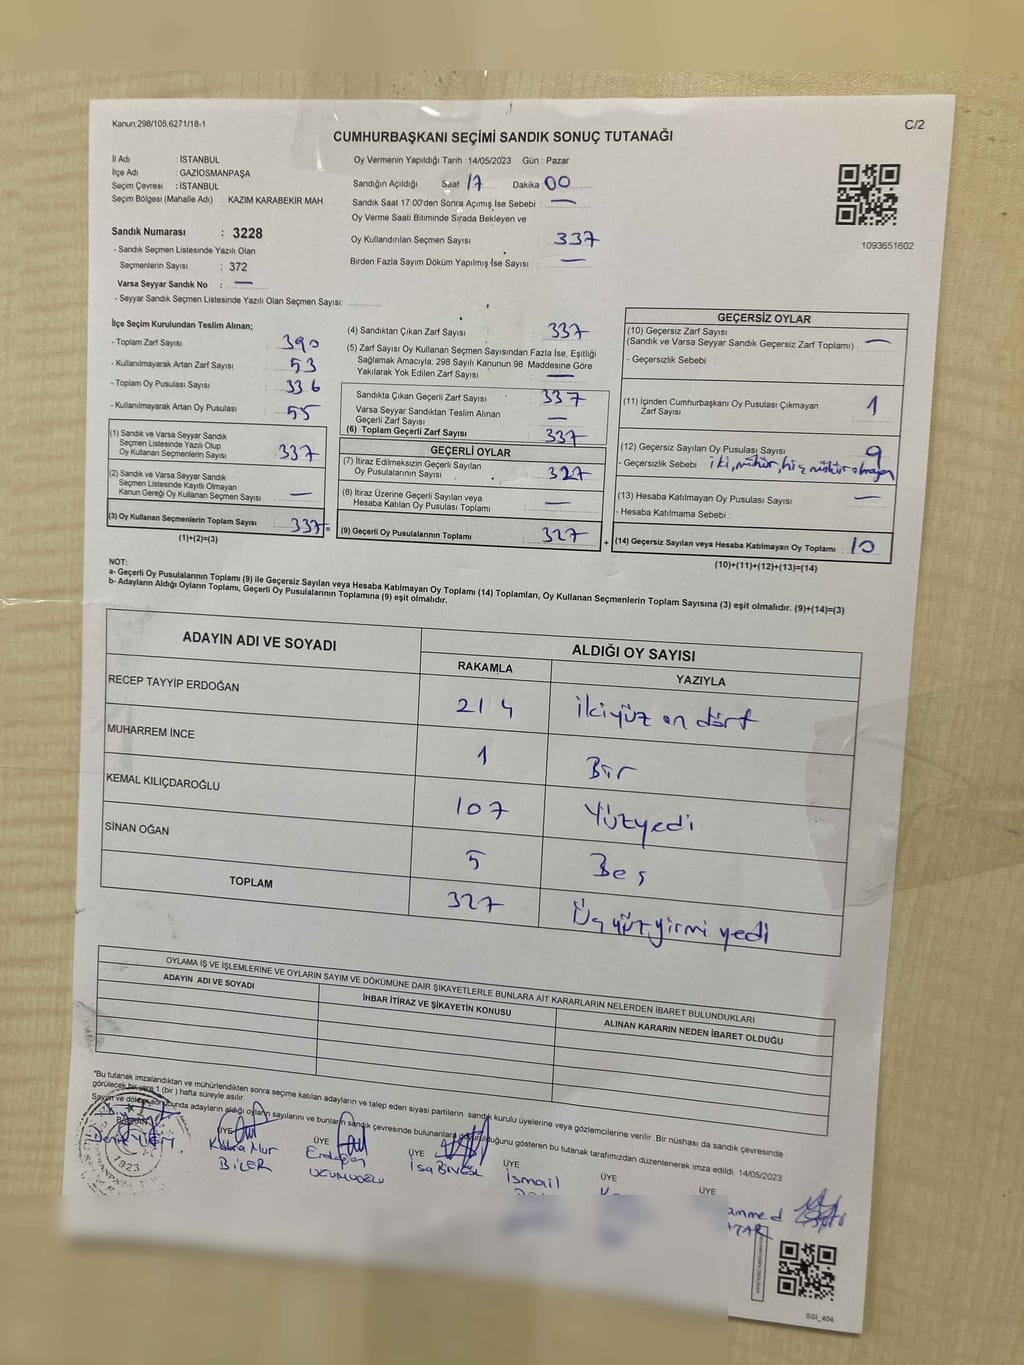 Kanun:298/105,6271/18-1
C/2
CUMHURBAŞKANI SEÇİMİ SANDIK SONUÇ TUTANAĞI
İl Adı : İSTANBUL
İlçe Adı : GAZİOSMANPAŞA
Seçim Çevresi : İSTANBUL
Seçim Bölgesi (Mahalle Adı) : KAZIM KARABEKİR MAH
Sandık Numarası : 3228
- Sandık Seçmen Listesinde Yazılı Olan
Seçmenlerin Sayısı : 372
Varsa Seyyar Sandık No : —
- Seyyar Sandık Seçmen Listesinde Yazılı Olan Seçmen Sayısı: ...............
Oy Vermenin Yapıldığı Tarih : 14/05/2023 Gün : Pazar
Sandığın Açıldığı Saat 17 Dakika : 00
Sandık Saat 17:00'den Sonra Açımış İse Sebebi : —
Oy Verme Saati Bitiminde Sırada Bekleyen ve
Oy Kullandırılan Seçmen Sayısı : 337
Birden Fazla Sayım Döküm Yapılmış İse Sayısı : —
1093651602
İlçe Seçim Kurulundan Teslim Alınan;
- Toplam Zarf Sayısı : 390
- Kullanılmayarak Artan Zarf Sayısı : 53
- Toplam Oy Pusulası Sayısı : 336
- Kullanılmayarak Artan Oy Pusulası : 55
(1) Sandık ve Varsa Seyyar Sandık
Seçmen Listesinde Yazılı Olup
Oy Kullanan Seçmenlerin Sayısı : 337
(2) Sandık ve Varsa Seyyar Sandık
Seçmen Listesinde Kayıtlı Olmayan
Kanun Gereği Oy Kullanan Seçmen Sayısı : —
(3) Oy Kullanan Seçmenlerin Toplam Sayısı : 337 =
(1)+(2)=(3)
(4) Sandıktan Çıkan Zarf Sayısı : 337
(5) Zarf Sayısı Oy Kullanan Seçmen Sayısından Fazla İse, Eşitliği
Sağlamak Amacıyla; 298 Sayılı Kanunun 98 Maddesine Göre
Yakılarak Yok Edilen Zarf Sayısı : —
Sandıkta Çıkan Geçerli Zarf Sayısı : 337
Varsa Seyyar Sandıktan Teslim Alınan
Geçerli Zarf Sayısı : —
(6) Toplam Geçerli Zarf Sayısı : 337
GEÇERLİ OYLAR
(7) İtiraz Edilmeksizin Geçerli Sayılan
Oy Pusulalarının Sayısı : 327
(8) İtiraz Üzerine Geçerli Sayılan veya
Hesaba Katılan Oy Pusulası Toplamı : —
(9) Geçerli Oy Pusulalarının Toplamı : 327 +
GEÇERSİZ OYLAR
(10) Geçersiz Zarf Sayısı
(Sandık ve Varsa Seyyar Sandık Geçersiz Zarf Toplamı) : —
- Geçersizlik Sebebi :
(11) İçinden Cumhurbaşkanı Oy Pusulası Çıkmayan
Zarf Sayısı : 1
(12) Geçersiz Sayılan Oy Pusulası Sayısı : 9
- Geçersizlik Sebebi : iki, mühür, hiç mühür olmayan
(13) Hesaba Katılmayan Oy Pusulası Sayısı : —
- Hesaba Katılmama Sebebi :
(14) Geçersiz Sayılan veya Hesaba Katılmayan Oy Toplamı : 10
(10)+(11)+(12)+(13)=(14)
NOT:
a- Geçerli Oy Pusulalarının Toplamı (9) ile Geçersiz Sayılan veya Hesaba Katılmayan Oy Toplamı (14) Toplamları, Oy Kullanan Seçmenlerin Toplam Sayısına (3) eşit olmalıdır. (9)+(14)=(3)
b- Adayların Aldığı Oyların Toplamı, Geçerli Oy Pusulalarının Toplamına (9) eşit olmalıdır.
ADAYIN ADI VE SOYADI
ALDIĞI OY SAYISI
RAKAMLA YAZIYLA
RECEP TAYYİP ERDOĞAN 214 ikiyüz on dört
MUHARREM İNCE 1 Bir
KEMAL KILIÇDAROĞLU 107 Yüzyedi
SİNAN OĞAN 5 Beş
TOPLAM 327 Üçyüzyirmi yedi
OYLAMA İŞ VE İŞLEMLERİNE VE OYLARIN SAYIM VE DÖKÜMÜNE DAİR ŞİKAYETLERLE BUNLARA AİT KARARLARIN NELERDEN İBARET BULUNDUKLARI
ADAYIN ADI VE SOYADI İHBAR İTİRAZ VE ŞİKAYETİN KONUSU ALINAN KARARIN NEDEN İBARET OLDUĞU
*Bu tutanak imzalandıktan ve mühürlendikten sonra seçime katılan adayların ve talep eden siyasi partilerin sandık kurulu üyelerine veya gözlemcilerine verilir. Bir nüshası da sandık çevresinde
görülecek bir yere 1 (bir ) hafta süreyle asılır.
Sayım ve döküm sonucunda adayların aldığı oyların sayılarını ve bunların sandık çevresinde bulunanlara duyurulduğunu gösteren bu tutanak tarafımızdan düzenlenerek imza edildi. 14/05/2023
BAŞKAN ÜYE ÜYE ÜYE ÜYE ÜYE ÜYE
Kübra Nur
BİLER
Erdoğan
UCUMUOĞLU
İsa BİNGÖL
İsmail
1923
SSİ_404